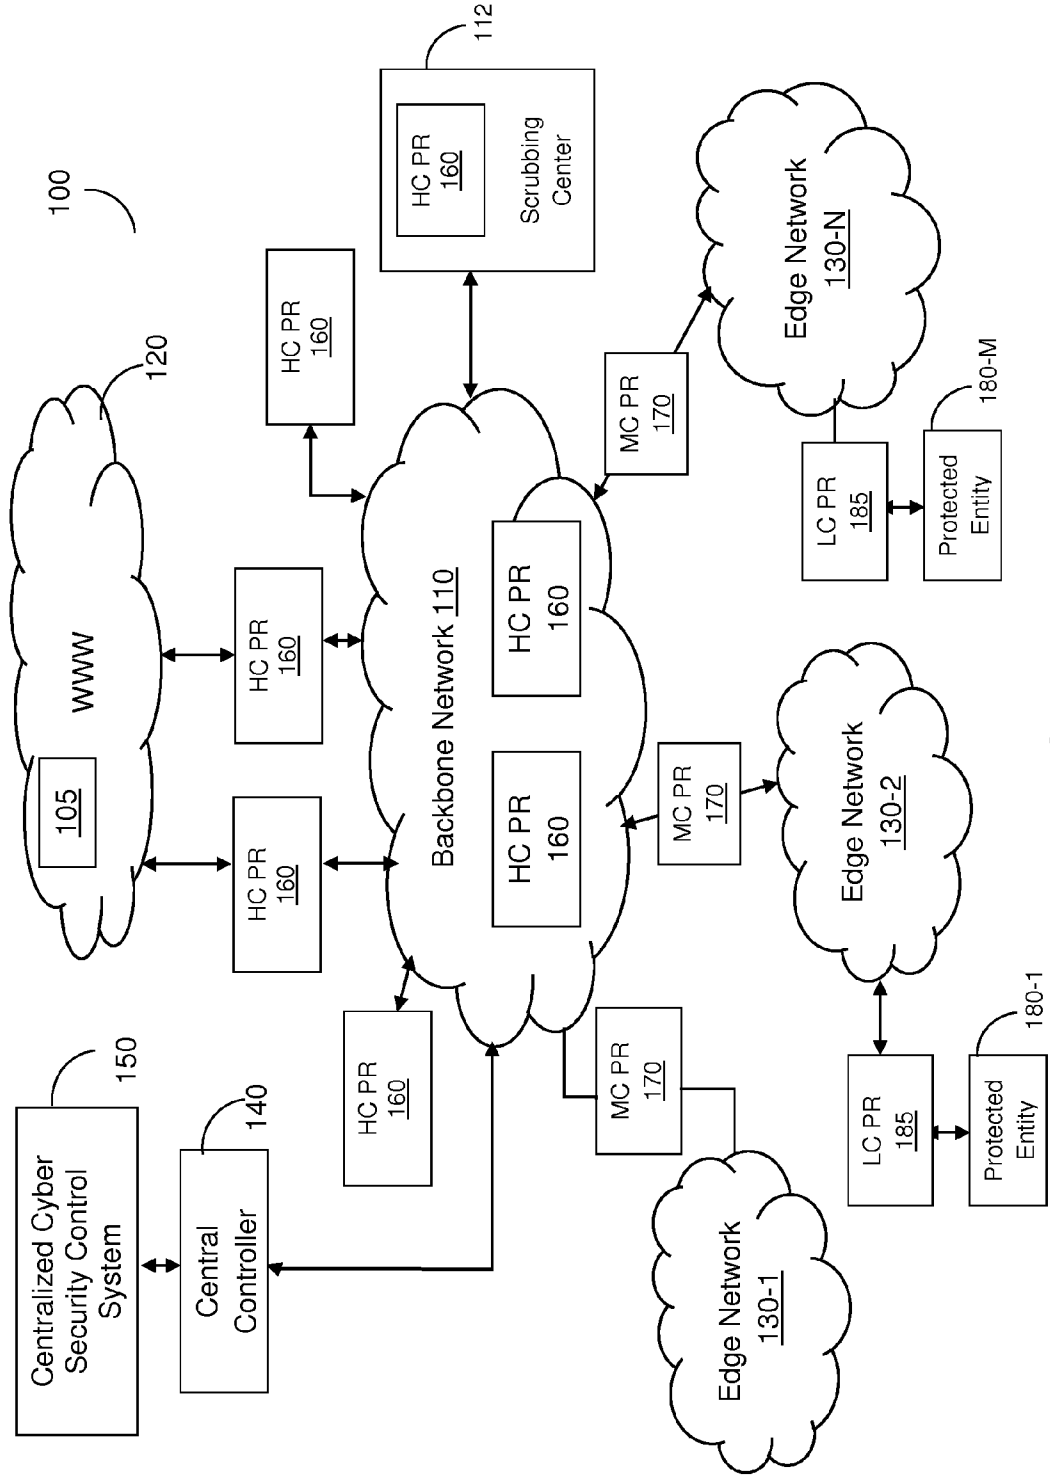 100
Centralized Cyber
Security Control
System
150
Central
Controller
140
105
WWW
120
HC PR
160
HC PR
160
HC PR
160
HC PR
160
HC PR
160
Scrubbing
Center
112
Backbone Network 110
HC PR
160
HC PR
160
MC PR
170
MC PR
170
MC PR
170
Edge Network
130-1
Edge Network
130-2
Edge Network
130-N
LC PR
185
Protected
Entity
180-1
LC PR
185
Protected
Entity
180-M